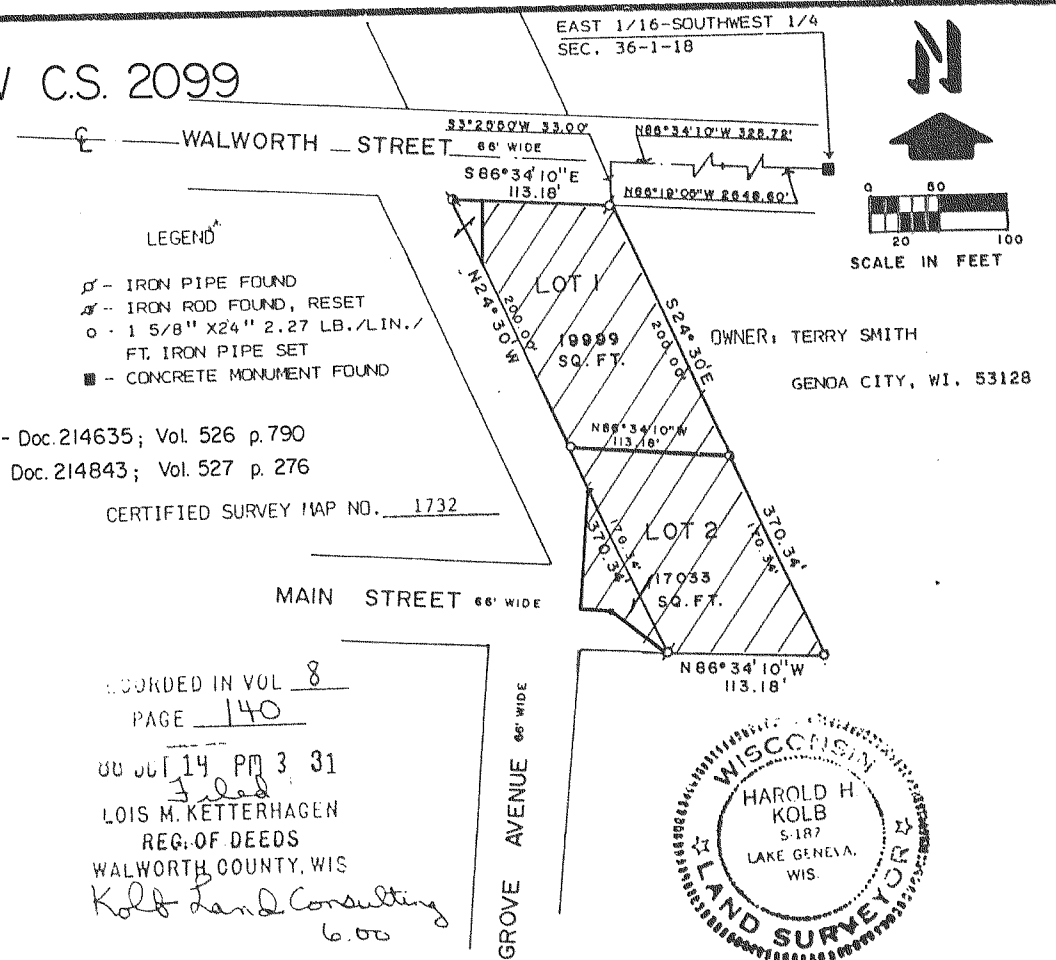 C.S. 2099
EAST 1/16-SOUTHWEST 1/4
SEC. 36-1-18
N
WALWORTH STREET 66' WIDE
S3°25'50"W 33.00'
N86°34'10"W 328.72'
N86°19'05"W 2648.60'
S86°34'10"E
113.18'
0 60
20 100
SCALE IN FEET
LEGEND
- IRON PIPE FOUND
- IRON ROD FOUND, RESET
o - 1 5/8" X24" 2.27 LB./LIN./
FT. IRON PIPE SET
■ - CONCRETE MONUMENT FOUND
LOT 1
19999
SQ. FT.
N24°30'W
200.00'
S24°30'E
200.00'
OWNER: TERRY SMITH
GENOA CITY, WI. 53128
- Doc. 214635; Vol. 526 p. 790
Doc. 214843; Vol. 527 p. 276
CERTIFIED SURVEY MAP NO. 1732
N86°34'10"W
113.18'
LOT 2
17033
SQ. FT.
170.34'
370.34'
370.34'
170.34'
MAIN STREET 66' WIDE
N86°34'10"W
113.18'
GROVE AVENUE 66' WIDE
RECORDED IN VOL 8
PAGE 140
14 PM 3 31
Filed
LOIS M. KETTERHAGEN
REG. OF DEEDS
WALWORTH COUNTY, WIS
Kolb Land Consulting
6.00
WISCONSIN
HAROLD H.
KOLB
S-187
LAKE GENEVA,
WIS.
LAND SURVEYOR